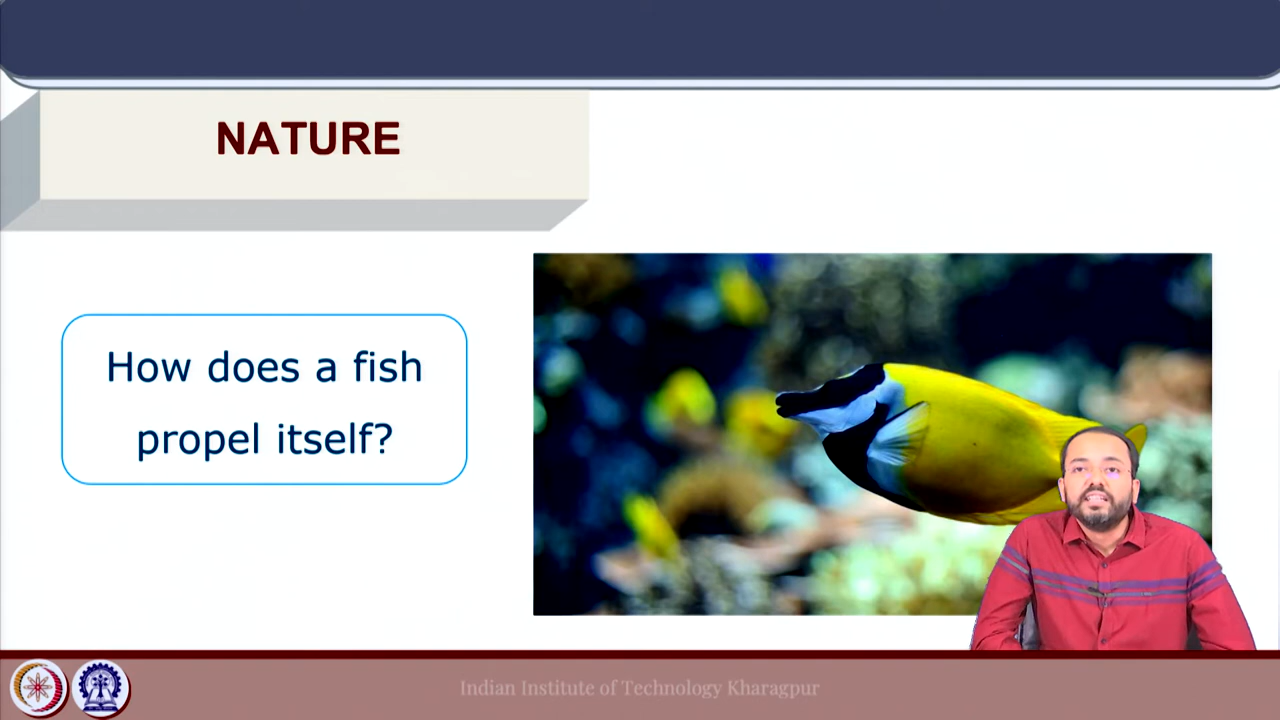 NATURE
How does a fish
propel itself?
Indian Institute of Technology Kharagpur